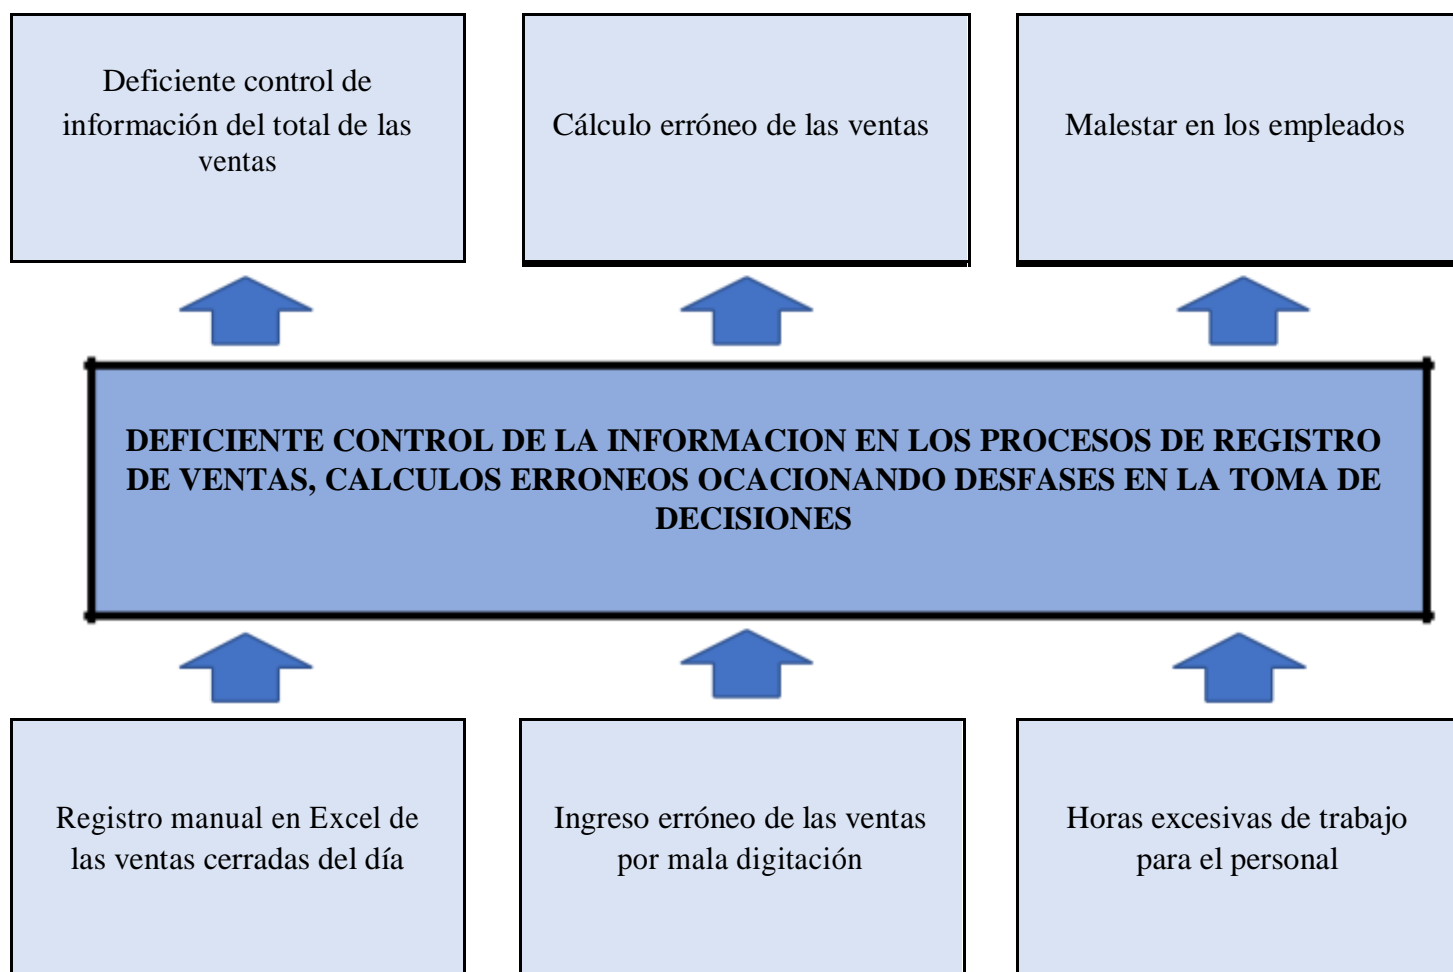 Deficiente control de
información del total de las
ventas
Cálculo erróneo de las ventas
Malestar en los empleados
DEFICIENTE CONTROL DE LA INFORMACION EN LOS PROCESOS DE REGISTRO
DE VENTAS, CALCULOS ERRONEOS OCACIONANDO DESFASES EN LA TOMA DE
DECISIONES
Registro manual en Excel de
las ventas cerradas del día
Ingreso erróneo de las ventas
por mala digitación
Horas excesivas de trabajo
para el personal